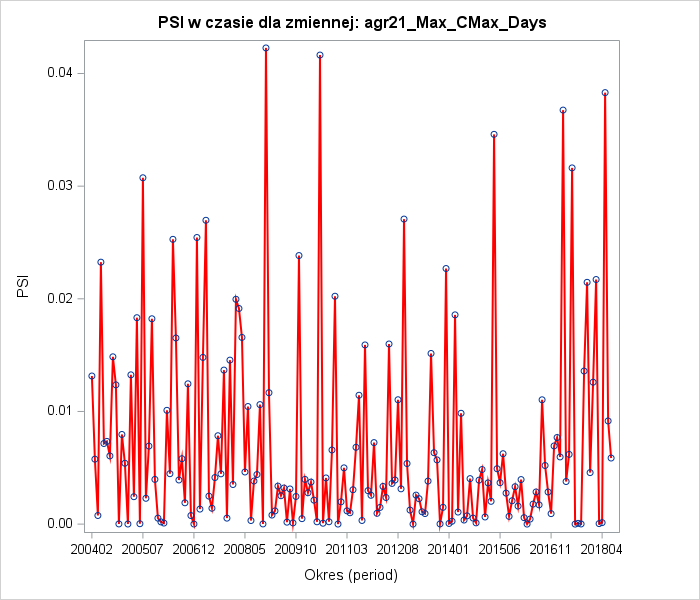 PSI w czasie dla zmiennej: agr21_Max_CMax_Days
0.04
0.03
0.02
0.01
0.00
PSI
200402 200507 200612 200805 200910 201103 201208 201401 201506 201611 201804
Okres (period)